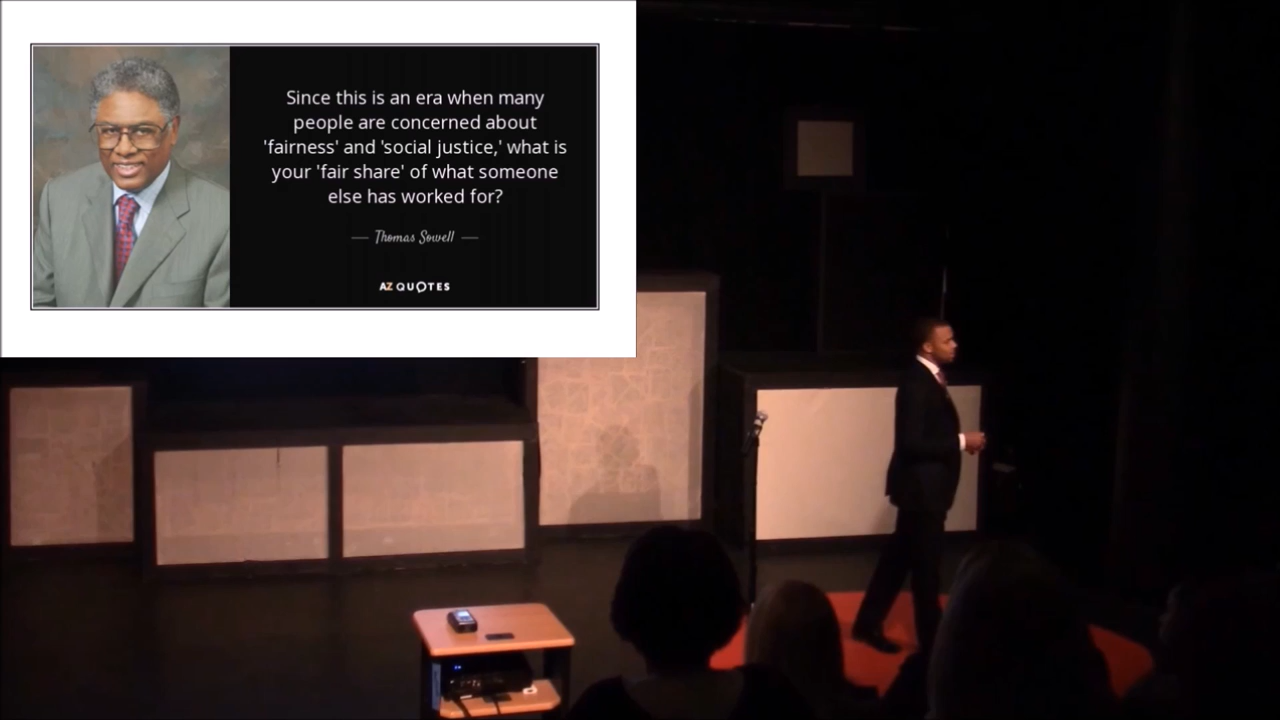 Since this is an era when many
people are concerned about
'fairness' and 'social justice,' what is
your 'fair share' of what someone
else has worked for?
Thomas Sowell
AZ QUOTES